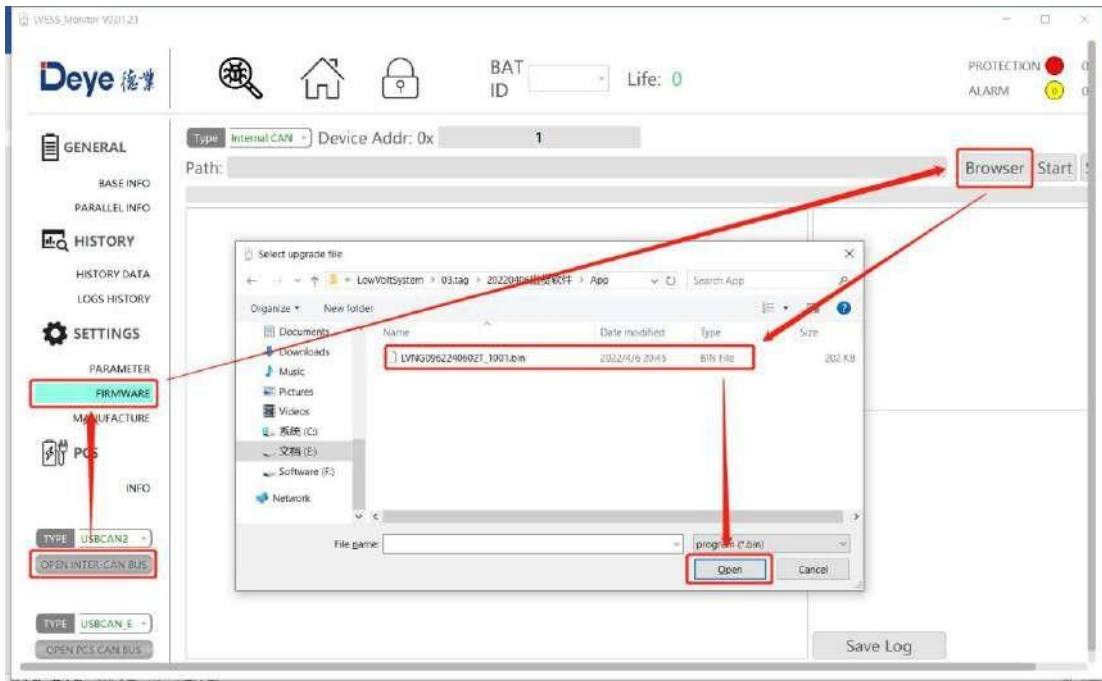 LVESS_Monitor V2.0.1.21
Deye 德業
BAT ID
Life: 0
PROTECTION
ALARM
0
GENERAL
BASE INFO
PARALLEL INFO
HISTORY
HISTORY DATA
LOGS HISTORY
SETTINGS
PARAMETER
FIRMWARE
MANUFACTURE
PCS
INFO
TYPE USBCAN2
OPEN INTER-CAN BUS
TYPE USBCAN_E
OPEN PCS CAN BUS
Type Internal CAN Device Addr: 0x 1
Path:
Browser Start
Select upgrade file
LowVoltSystem › 03.tag › App
Search App
Organize New folder
Name Date modified Type Size
LVNG0962240602T_1001.bin 2022/4/6 20:45 BIN File 202 KB
Documents
Downloads
Music
Pictures
Videos
系统 (C:)
文档 (E:)
Software (F:)
Network
File name:
program (*.bin)
Open Cancel
Save Log